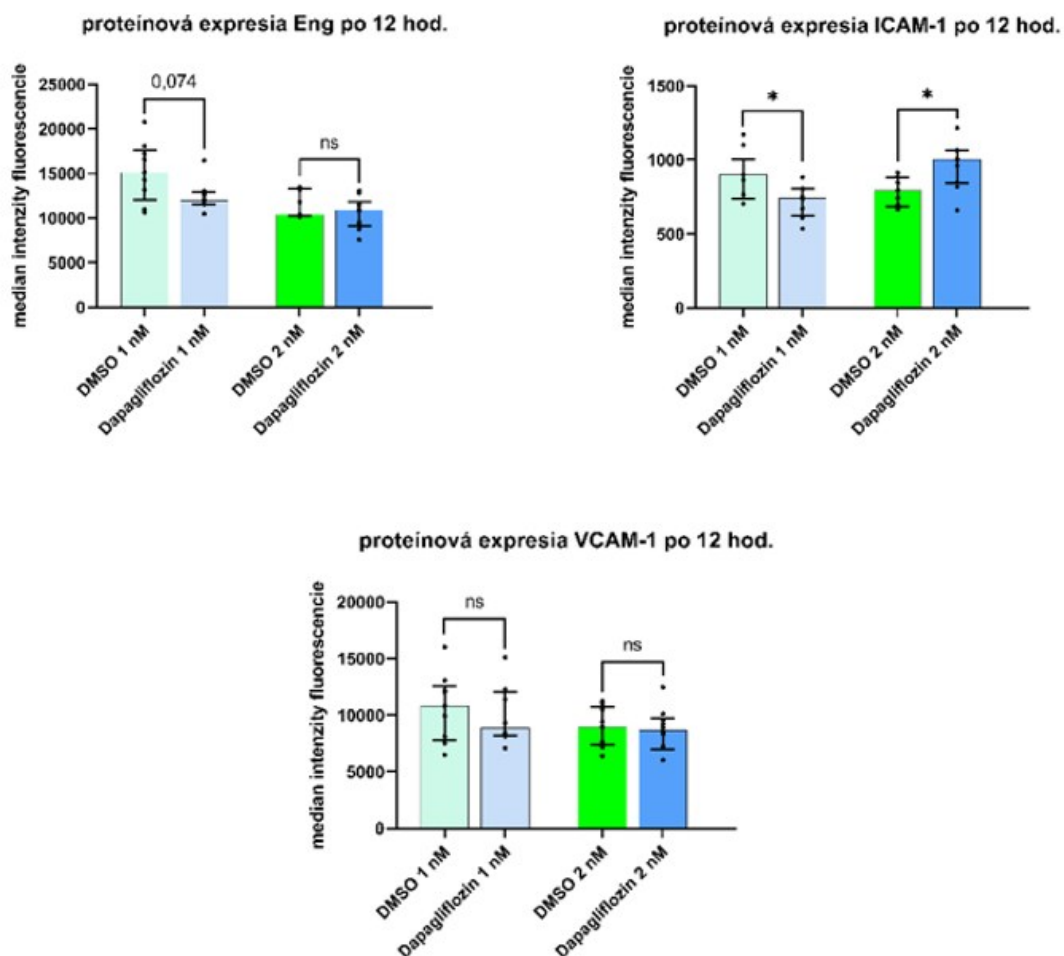 proteínová expresia Eng po 12 hod.
median intenzity fluorescencie
25000
20000
15000
10000
5000
0
0,074
ns
DMSO 1 nM
Dapagliflozin 1 nM
DMSO 2 nM
Dapagliflozin 2 nM
proteínová expresia ICAM-1 po 12 hod.
median intenzity fluorescencie
1500
1000
500
0
*
*
DMSO 1 nM
Dapagliflozin 1 nM
DMSO 2 nM
Dapagliflozin 2 nM
proteínová expresia VCAM-1 po 12 hod.
median intenzity fluorescencie
20000
15000
10000
5000
0
ns
ns
DMSO 1 nM
Dapagliflozin 1 nM
DMSO 2 nM
Dapagliflozin 2 nM